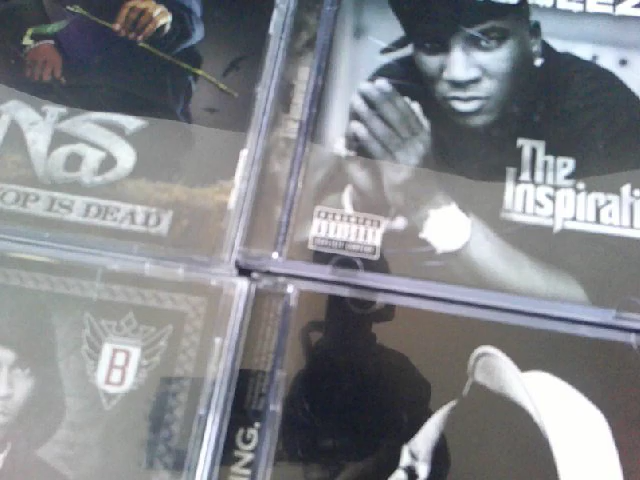 NaS
OP IS DEAD
The
Inspirati
PARENTAL
ADVISORY
EXPLICIT CONTENT
B
ING.